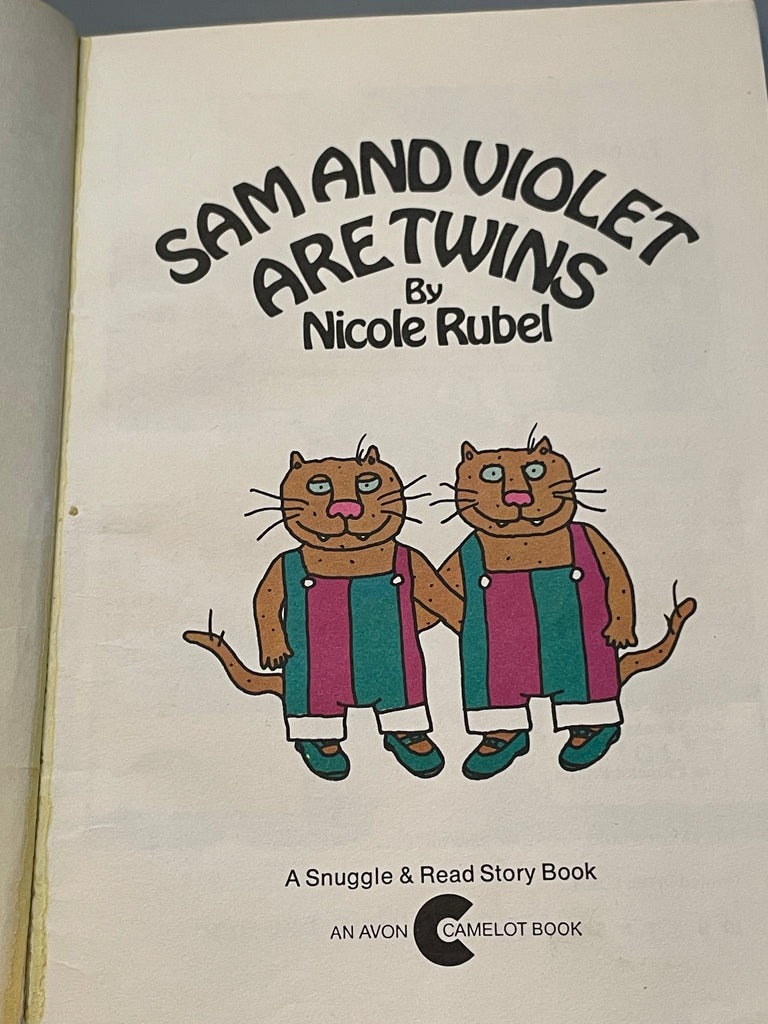 SAM AND VIOLET
ARE TWINS
By
Nicole Rubel
A Snuggle & Read Story Book
AN AVON CAMELOT BOOK